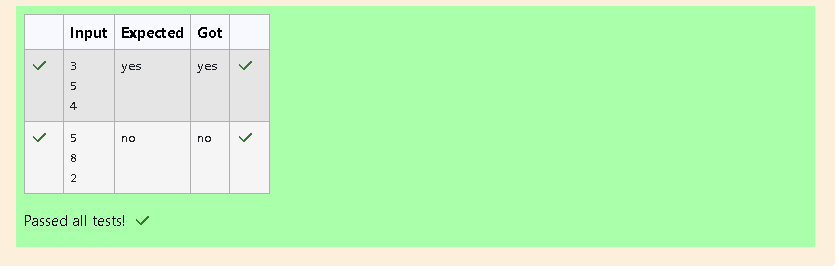 Input Expected Got
3 yes yes
5
4
5 no no
8
2
Passed all tests!